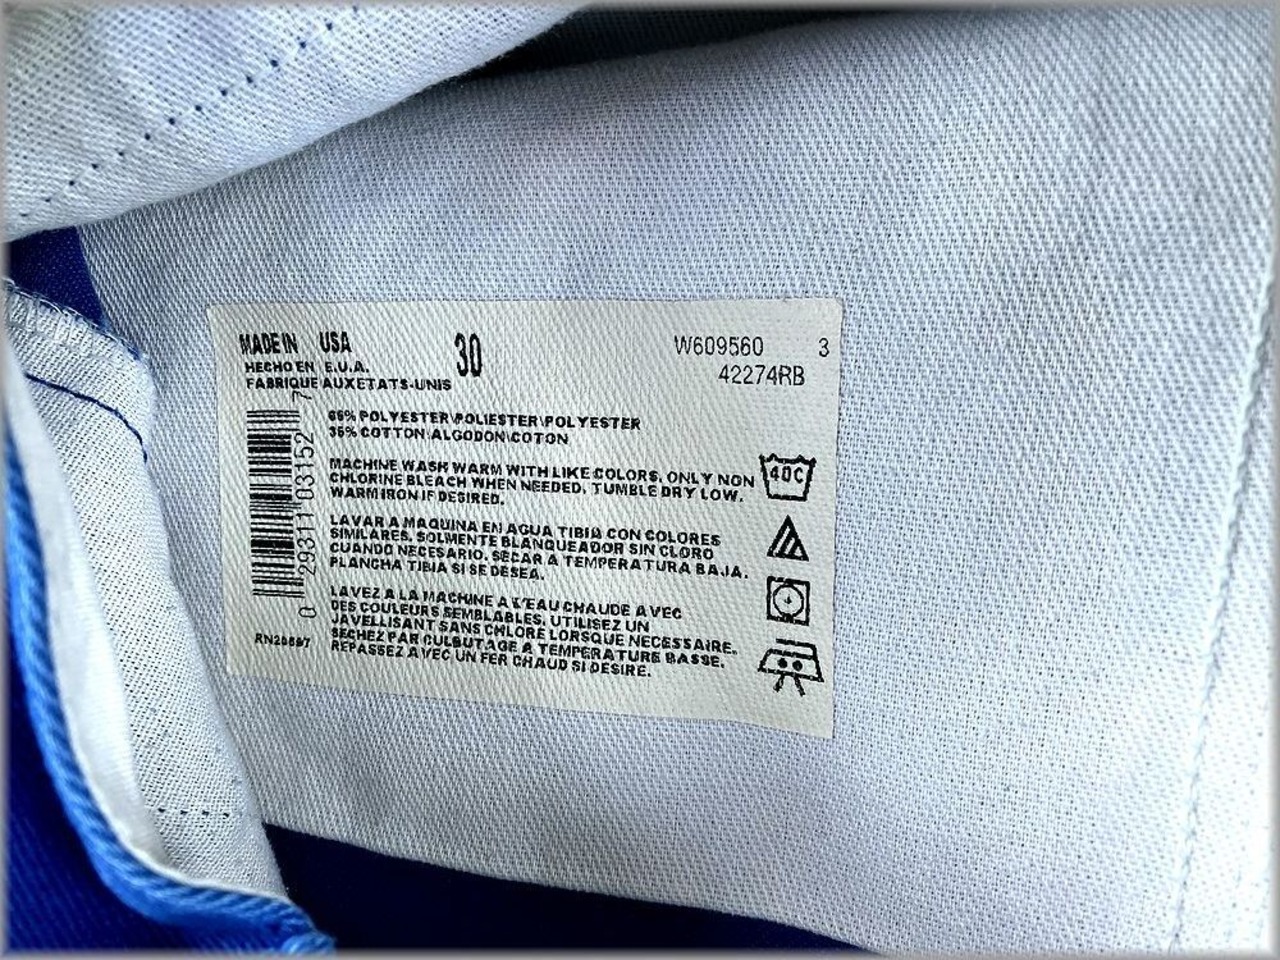 MADE IN USA 30 W609560 3
HECHO EN E.U.A. 42274RB
FABRIQUE AUX ETATS-UNIS
65% POLYESTER\POLIESTER\POLYESTER
35% COTTON\ALGODON\COTON
MACHINE WASH WARM WITH LIKE COLORS, ONLY NON
CHLORINE BLEACH WHEN NEEDED, TUMBLE DRY LOW.
WARM IRON IF DESIRED.
40C
LAVAR A MAQUINA EN AGUA TIBIA CON COLORES
SIMILARES. SOLMENTE BLANQUEADOR SIN CLORO
CUANDO NECESARIO. SECAR A TEMPERATURA BAJA.
PLANCHA TIBIA SI SE DESEA.
LAVEZ A LA MACHINE A L'EAU CHAUDE AVEC
DES COULEURS SEMBLABLES, UTILISEZ UN
JAVELLISANT SANS CHLORE LORSQUE NECESSAIRE.
SECHEZ PAR CULBUTAGE A TEMPERATURE BASSE.
REPASSEZ AVEC UN FER CHAUD SI DESIRE.
0 29311 03152 7
RN20697